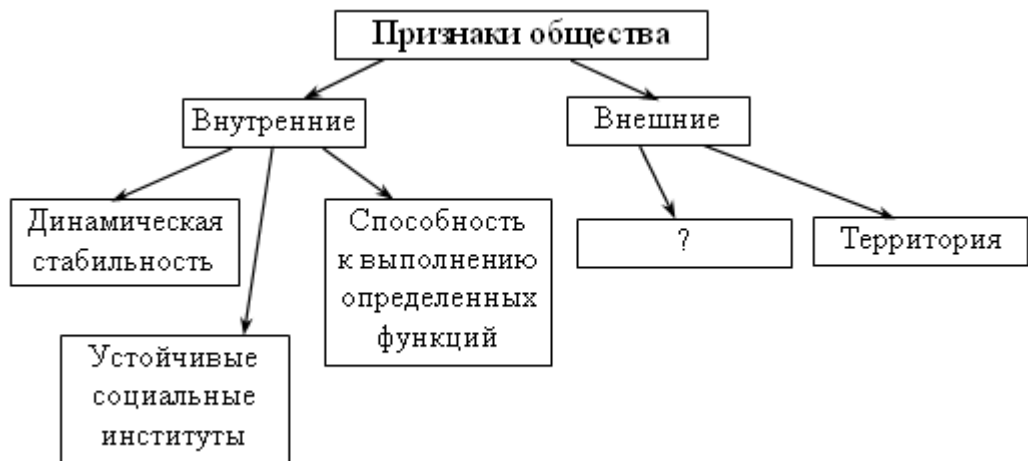 Признаки общества
Внутренние
Внешние
Динамическая
стабильность
Устойчивые
социальные
институты
Способность
к выполнению
определенных
функций
?
Территория